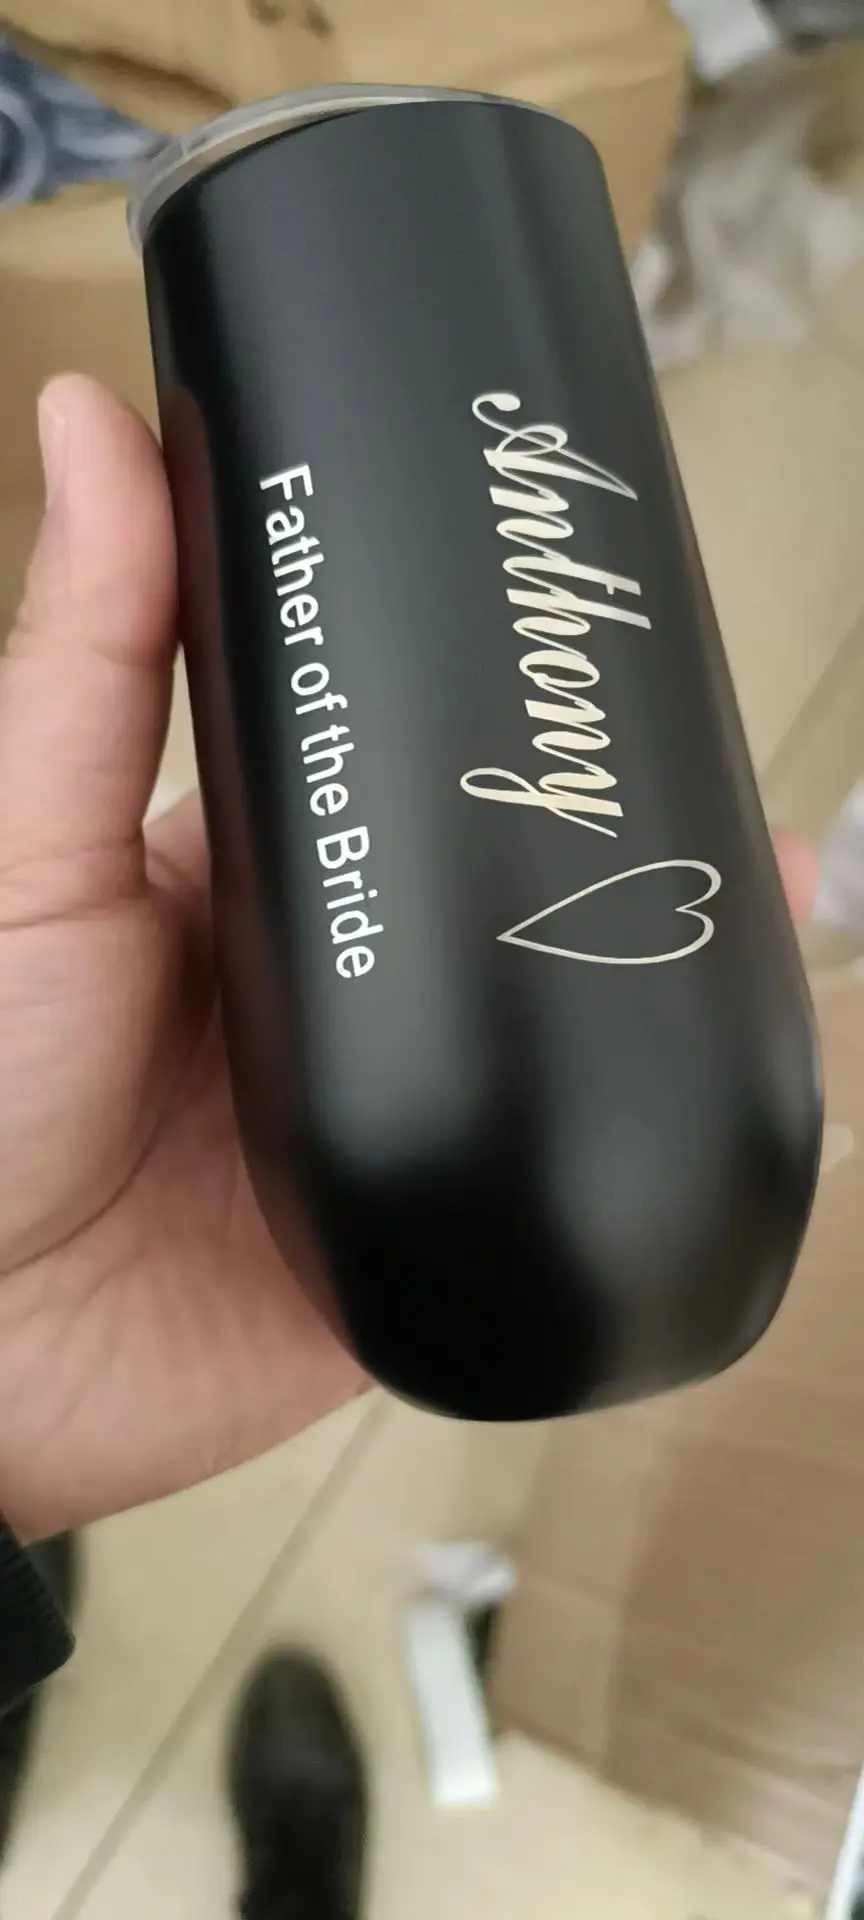 Anthony
Father of the Bride